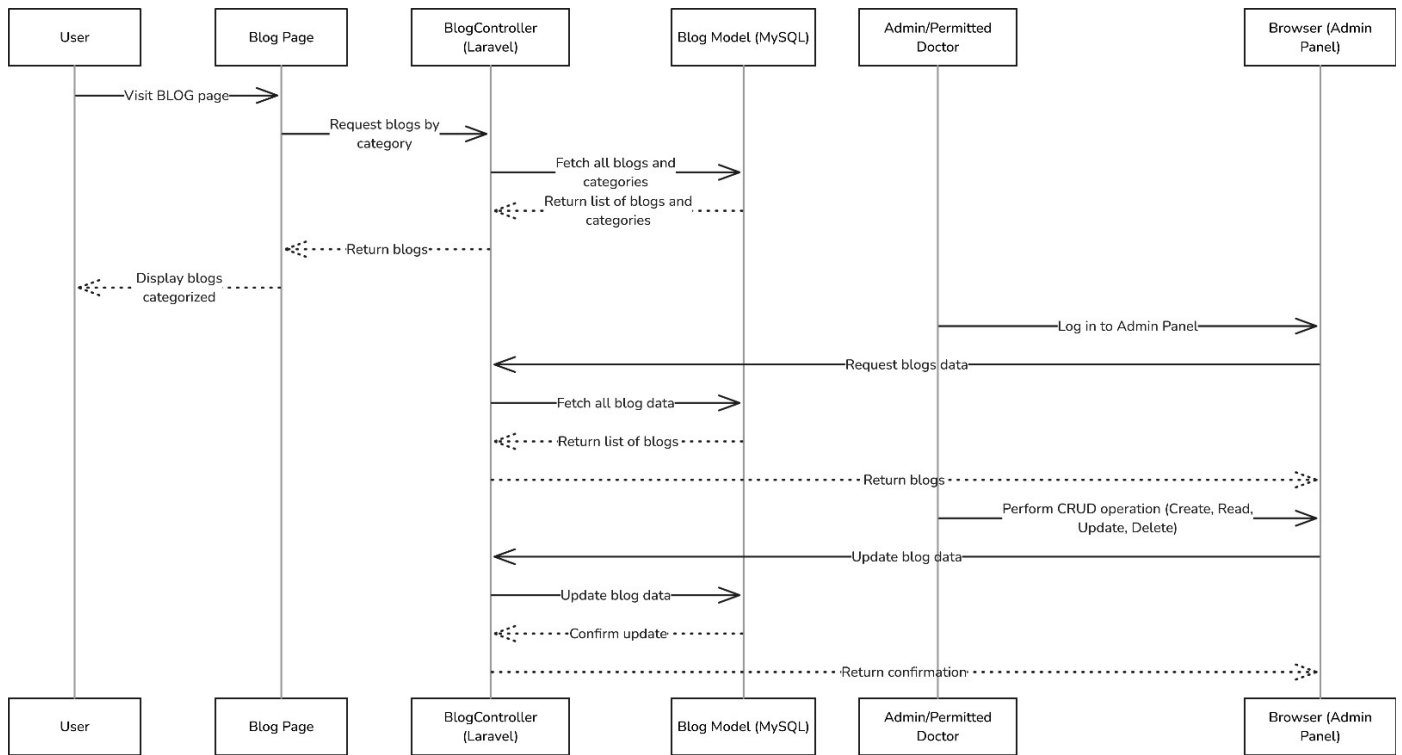 User
Blog Page
BlogController
(Laravel)
Blog Model (MySQL)
Admin/Permitted
Doctor
Browser (Admin
Panel)
Visit BLOG page
Request blogs by
category
Fetch all blogs and
categories
Return list of blogs and
categories
Return blogs
Display blogs
categorized
Log in to Admin Panel
Request blogs data
Fetch all blog data
Return list of blogs
Return blogs
Perform CRUD operation (Create, Read,
Update, Delete)
Update blog data
Update blog data
Confirm update
Return confirmation
User
Blog Page
BlogController
(Laravel)
Blog Model (MySQL)
Admin/Permitted
Doctor
Browser (Admin
Panel)